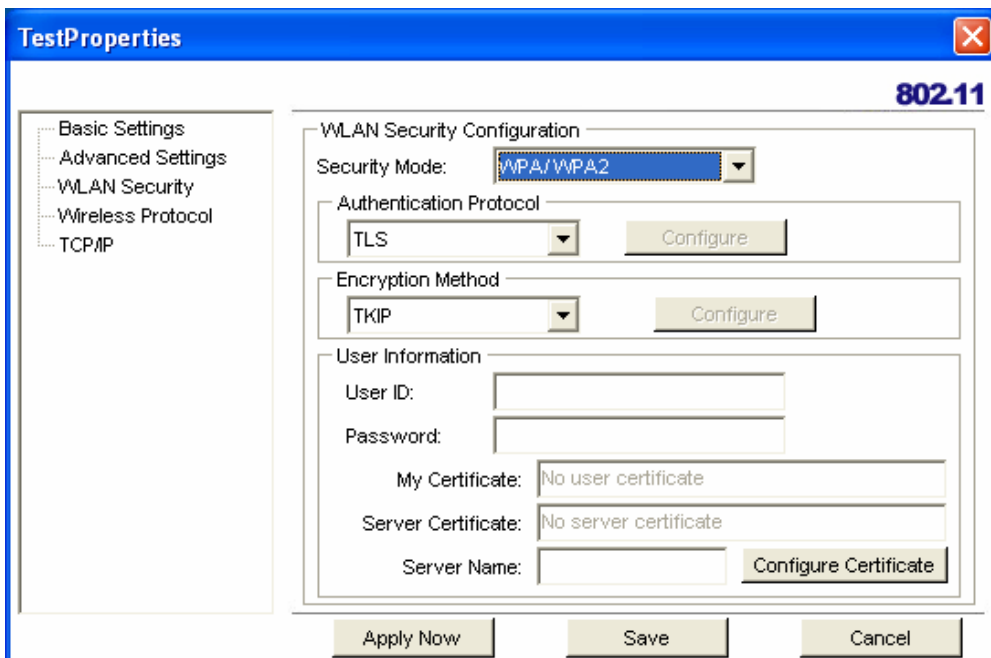 TestProperties
802.11
Basic Settings
Advanced Settings
WLAN Security
Wireless Protocol
TCP/IP
WLAN Security Configuration
Security Mode: WPA/WPA2
Authentication Protocol
TLS Configure
Encryption Method
TKIP Configure
User Information
User ID:
Password:
My Certificate: No user certificate
Server Certificate: No server certificate
Server Name: Configure Certificate
Apply Now Save Cancel